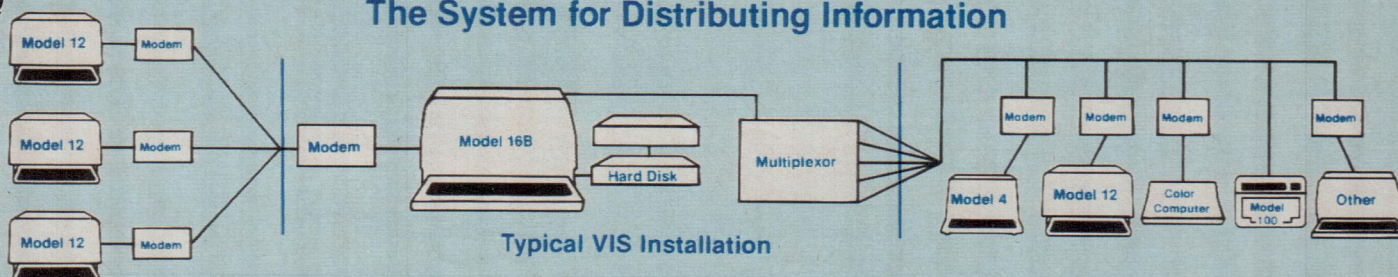 The System for Distributing Information
Model 12
Modem
Model 12
Modem
Model 12
Modem
Modem
Model 16B
Hard Disk
Multiplexor
Modem
Modem
Modem
Modem
Model 4
Model 12
Color
Computer
Model
100
Other
Typical VIS Installation